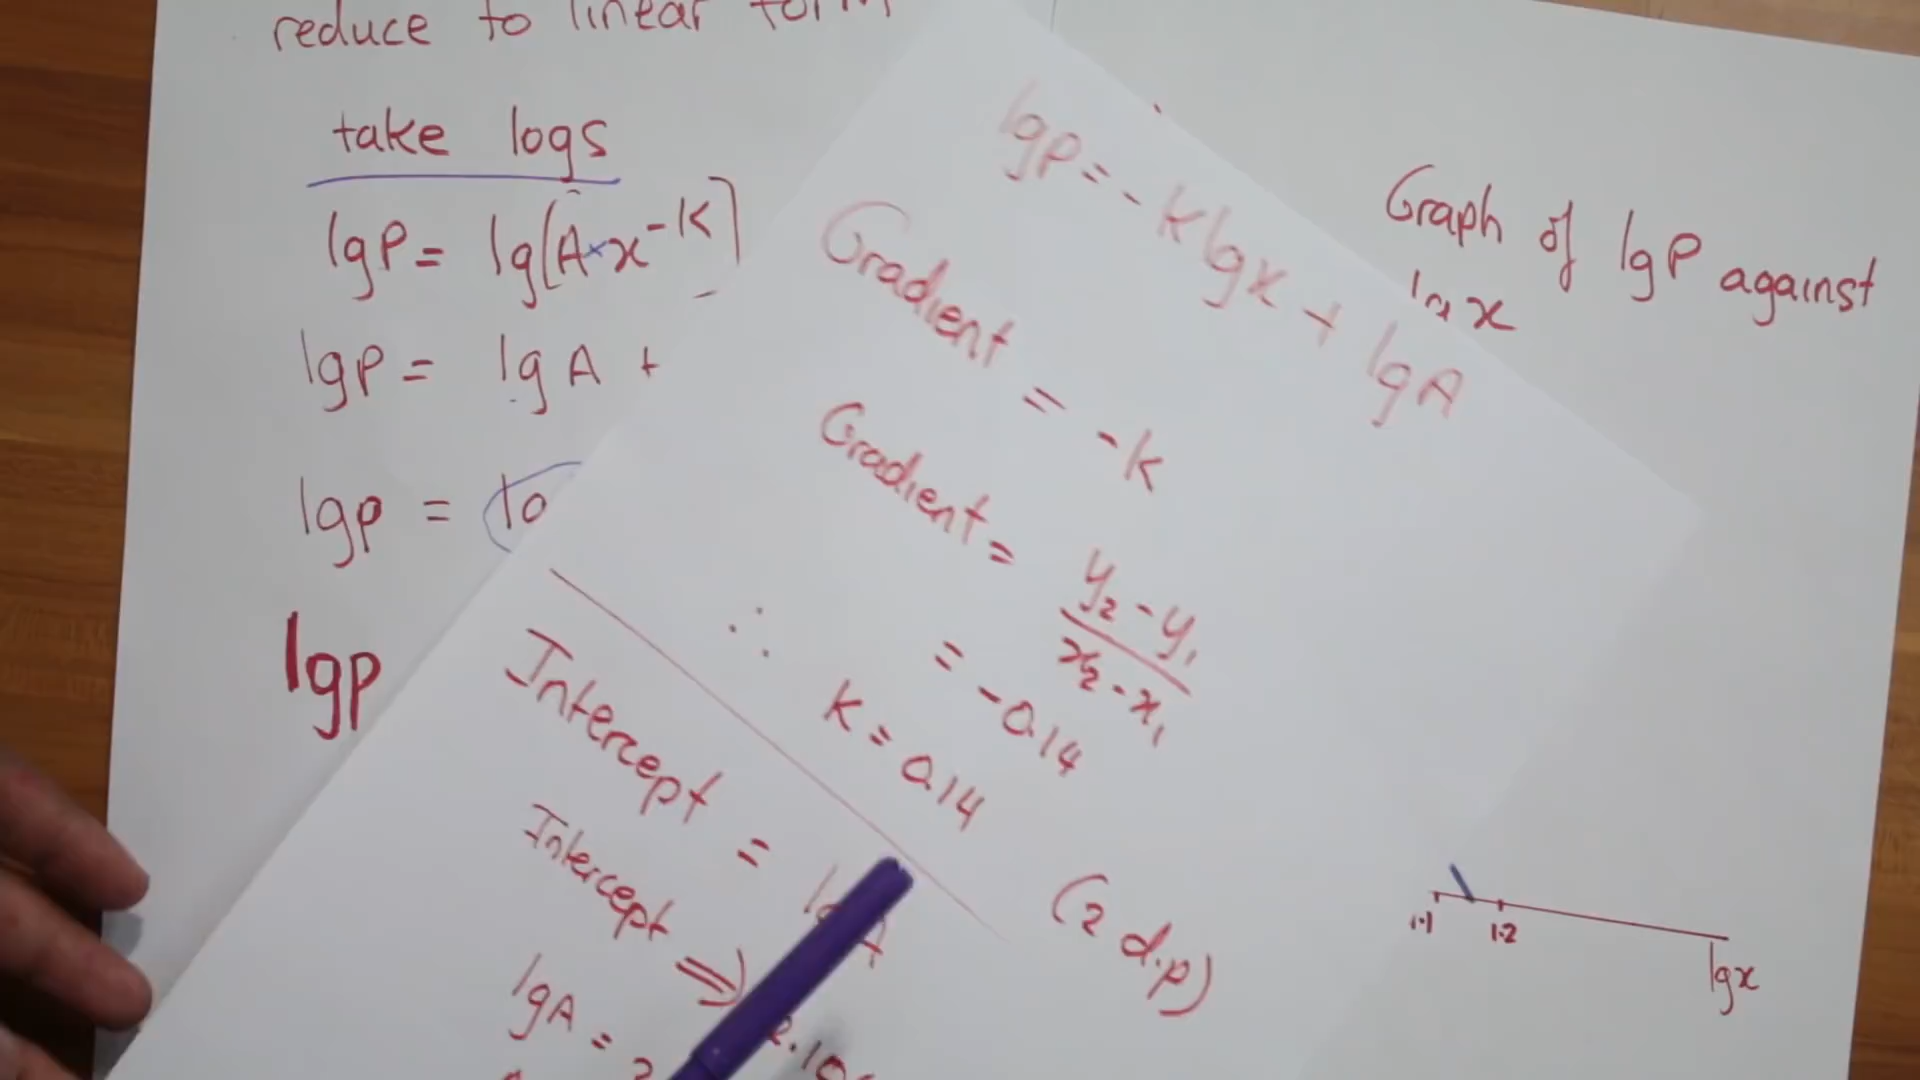 reduce to linear form
take logs
lgP = lg[A×x^-K]
lgP = lgA +
lgP =
lgP
lgP = -Klgx + lgA
Gradient = -K
Gradient = y₂-y₁/x₂-x₁
= -0.14
∴ K = 0.14
(2 d.p)
Intercept =
Intercept ⇒
lgA =
Graph of lgP against
lgx
1.1 1.2
lgx